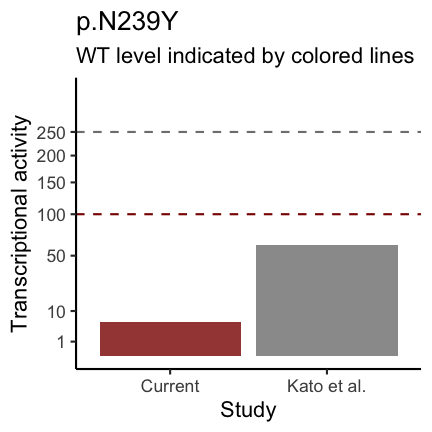 p.N239Y
WT level indicated by colored lines
Transcriptional activity
250
200
150
100
50
10
1
Current
Kato et al.
Study